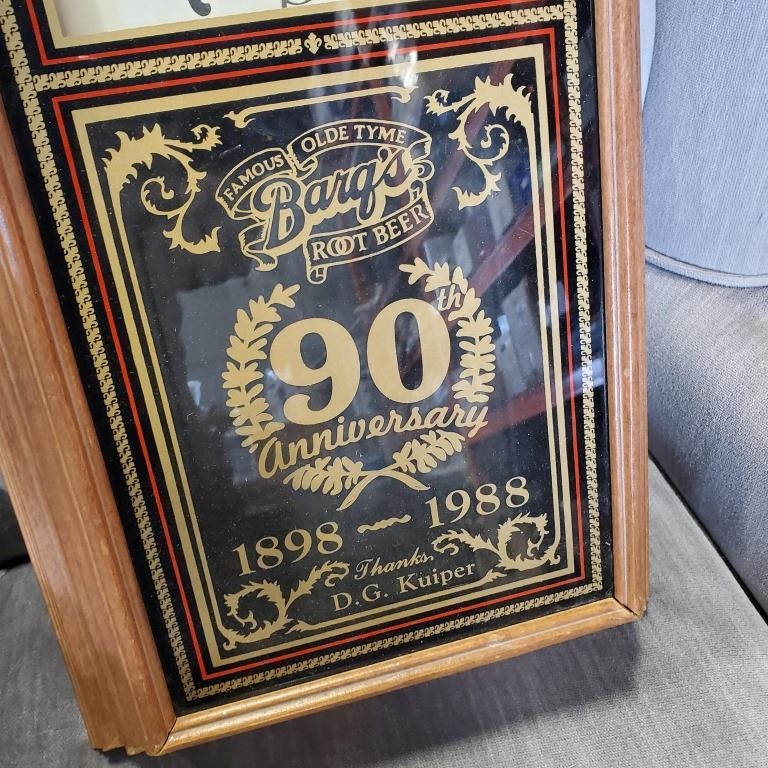 FAMOUS OLDE TYME
Barq's
ROOT BEER
90th
Anniversary
1898 ~ 1988
Thanks,
D.G. Kuiper